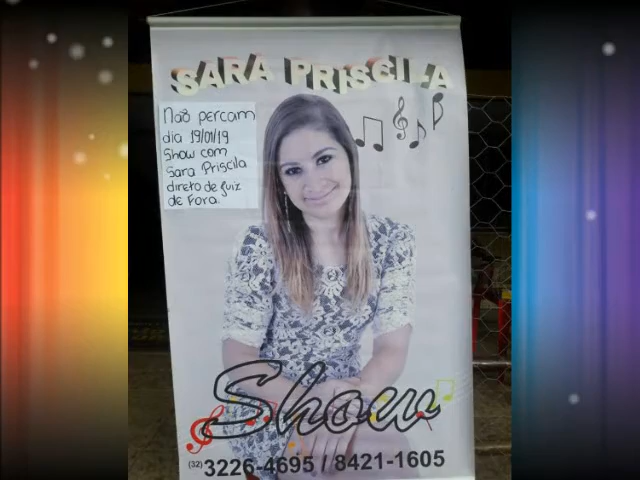 SARA PRISCILA
Não percam
dia 19/01/19
Show com
Sara Priscila
direto de Juiz
de Fora.
Show
(32) 3226-4695 / 8421-1605